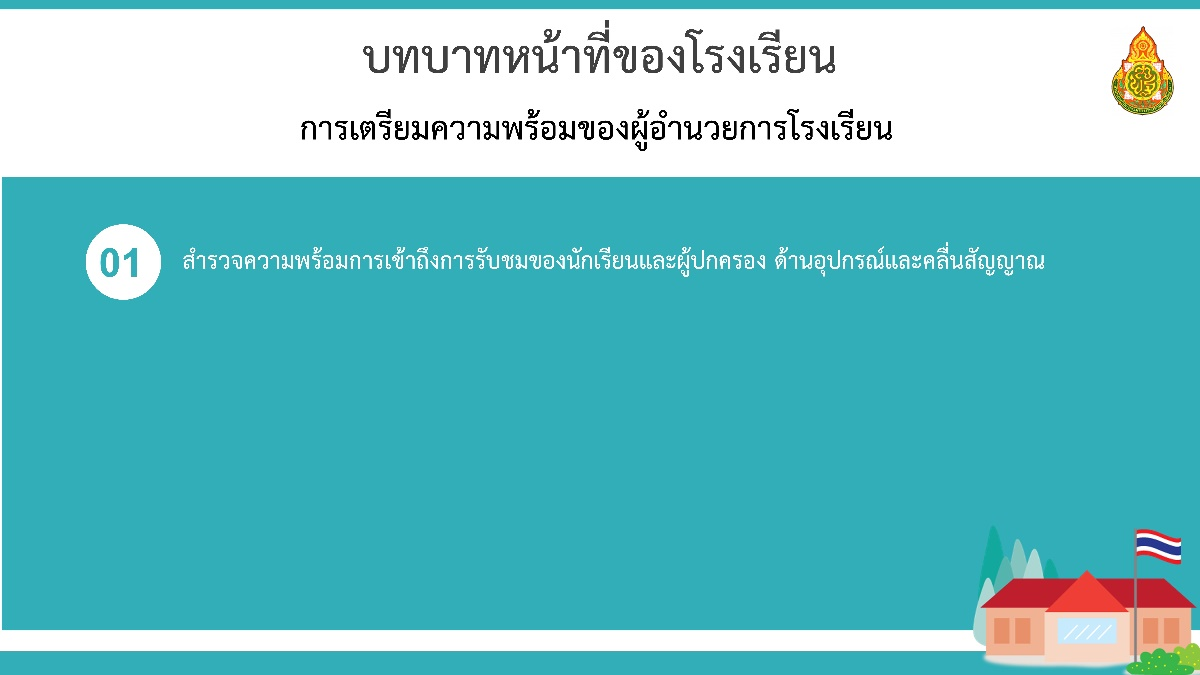 บทบาทหน้าที่ของโรงเรียน
การเตรียมความพร้อมของผู้อำนวยการโรงเรียน
01 สำรวจความพร้อมการเข้าถึงการรับชมของนักเรียนและผู้ปกครอง ด้านอุปกรณ์และคลื่นสัญญาณ